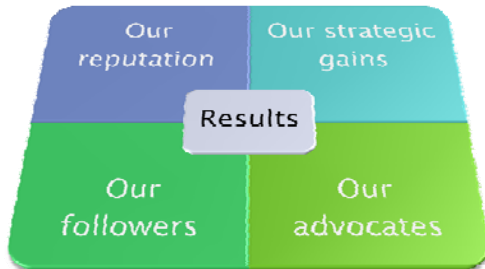 Our
reputation
Our strategic
gains
Results
Our
followers
Our
advocates